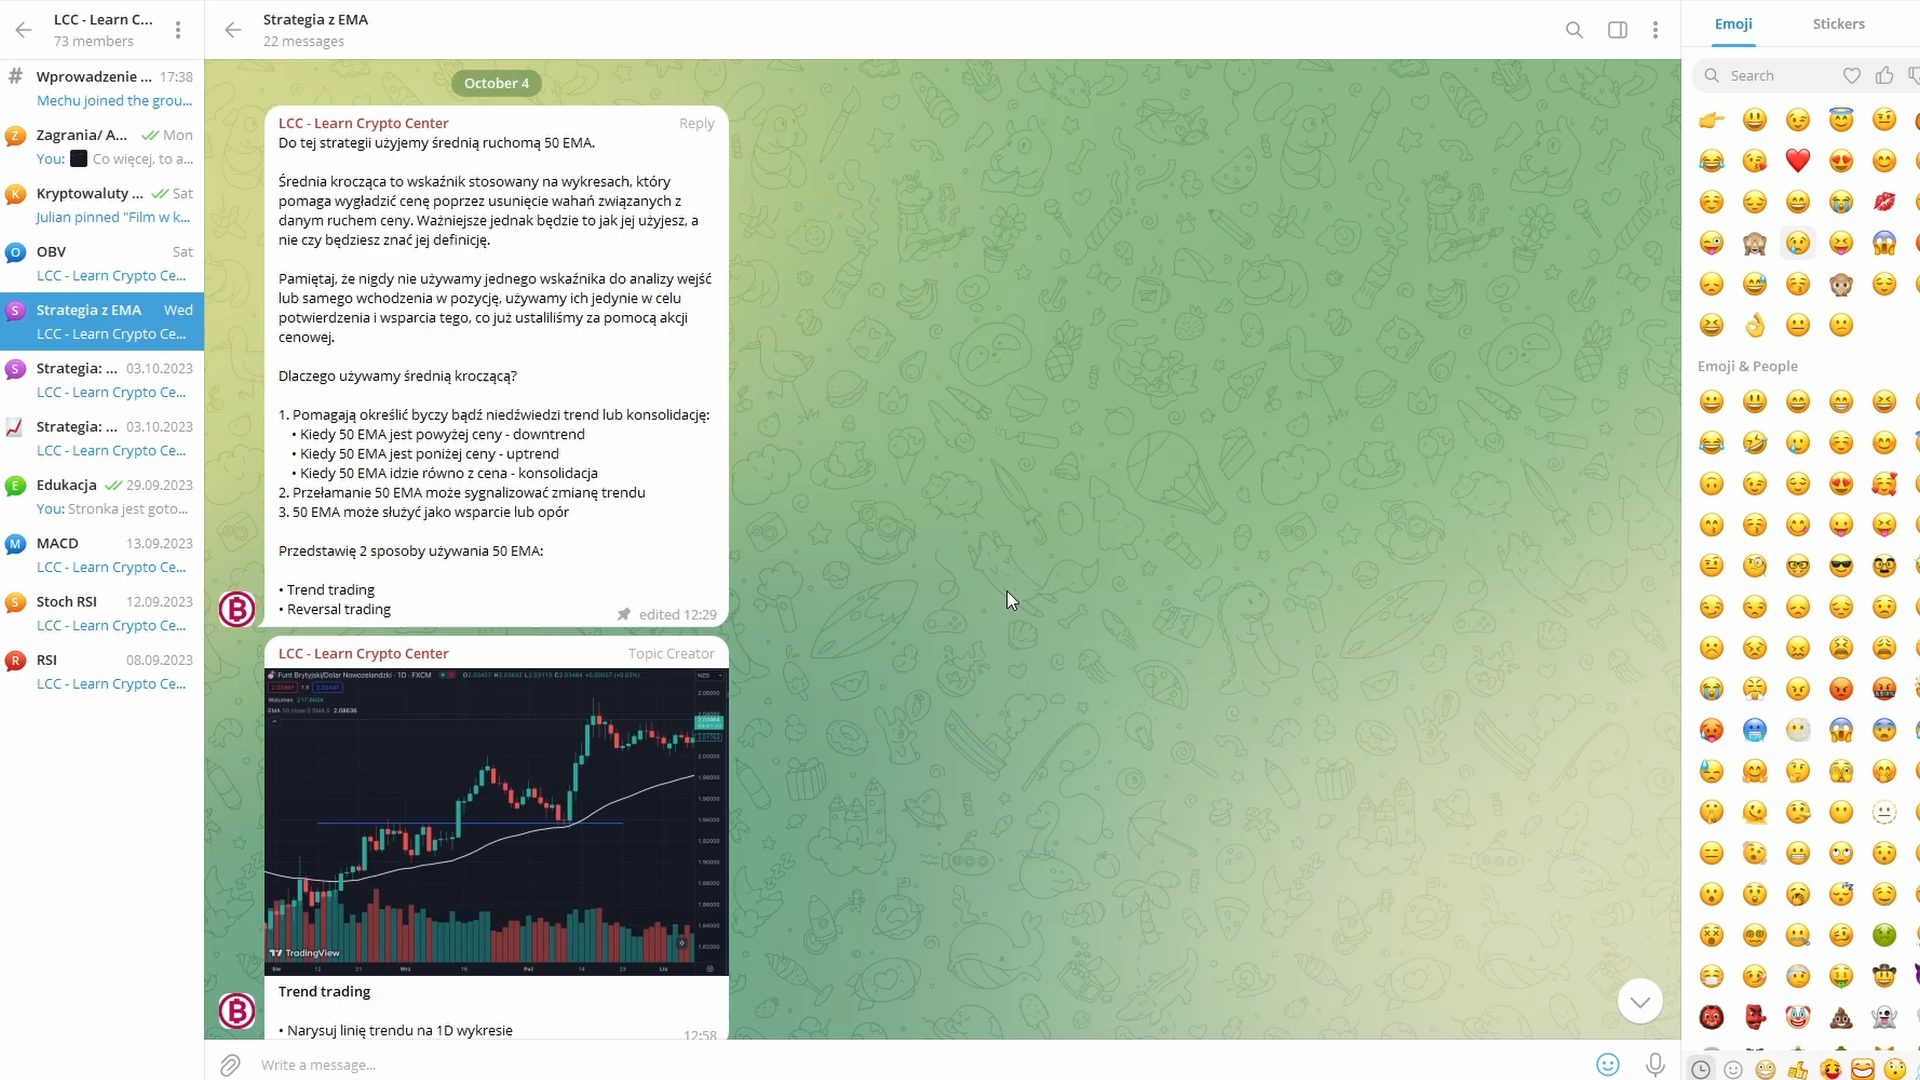 LCC - Learn C...
73 members
Strategia z EMA
22 messages
Emoji
Stickers
Search
Wprowadzenie ... 17:38
Mechu joined the grou...
Z Zagrania/ A... Mon
You: Co więcej, to a...
K Kryptowaluty ... Sat
Julian pinned "Film w k...
O OBV Sat
LCC - Learn Crypto Ce...
S Strategia z EMA Wed
LCC - Learn Crypto Ce...
S Strategia: ... 03.10.2023
LCC - Learn Crypto Ce...
Strategia: ... 03.10.2023
LCC - Learn Crypto Ce...
E Edukacja 29.09.2023
You: Stronka jest goto...
M MACD 13.09.2023
LCC - Learn Crypto Ce...
S Stoch RSI 12.09.2023
LCC - Learn Crypto Ce...
R RSI 08.09.2023
LCC - Learn Crypto Ce...
October 4
LCC - Learn Crypto Center Reply
Do tej strategii użyjemy średnią ruchomą 50 EMA.
Średnia krocząca to wskaźnik stosowany na wykresach, który
pomaga wygładzić cenę poprzez usunięcie wahań związanych z
danym ruchem ceny. Ważniejsze jednak będzie to jak jej użyjesz, a
nie czy będziesz znać jej definicję.
Pamiętaj, że nigdy nie używamy jednego wskaźnika do analizy wejść
lub samego wchodzenia w pozycję, używamy ich jedynie w celu
potwierdzenia i wsparcia tego, co już ustaliliśmy za pomocą akcji
cenowej.
Dlaczego używamy średnią kroczącą?
1. Pomagają określić byczy bądź niedźwiedzi trend lub konsolidację:
• Kiedy 50 EMA jest powyżej ceny - downtrend
• Kiedy 50 EMA jest poniżej ceny - uptrend
• Kiedy 50 EMA idzie równo z cena - konsolidacja
2. Przełamanie 50 EMA może sygnalizować zmianę trendu
3. 50 EMA może służyć jako wsparcie lub opór
Przedstawię 2 sposoby używania 50 EMA:
• Trend trading
• Reversal trading
edited 12:29
LCC - Learn Crypto Center Topic Creator
Funt Brytyjski/Dolar Nowozelandzki · 1D · FXCM
NZD
Wolumen
TradingView
Trend trading
• Narysuj linię trendu na 1D wykresie
12:58
Write a message...
Emoji & People